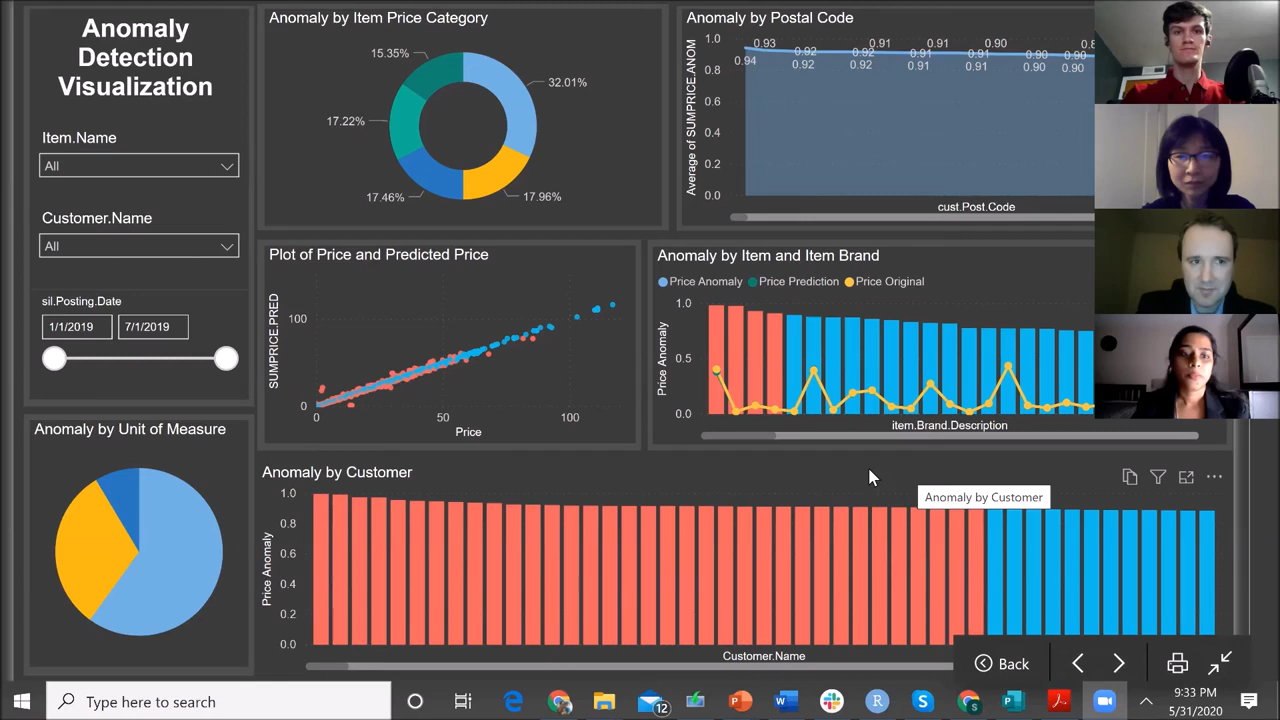 Anomaly
Detection
Visualization
Item.Name
All
Customer.Name
All
sil.Posting.Date
1/1/2019 7/1/2019
Anomaly by Unit of Measure
Anomaly by Item Price Category
15.35%
32.01%
17.22%
17.46%
17.96%
Anomaly by Postal Code
Average of SUMPRICE.ANOM
1.0
0.8
0.6
0.4
0.2
0.0
0.93 0.92 0.92 0.91 0.91 0.90 0.90
0.94 0.92 0.92 0.91 0.91 0.90 0.90
cust.Post.Code
Plot of Price and Predicted Price
SUMPRICE.PRED
100
0
0 50 100
Price
Anomaly by Item and Item Brand
Price Anomaly Price Prediction Price Original
Price Anomaly
1.0
0.5
0.0
item.Brand.Description
Anomaly by Customer
Anomaly by Customer
Price Anomaly
1.0
0.8
0.6
0.4
0.2
0.0
Customer.Name
Back
Type here to search
12
9:33 PM
5/31/2020